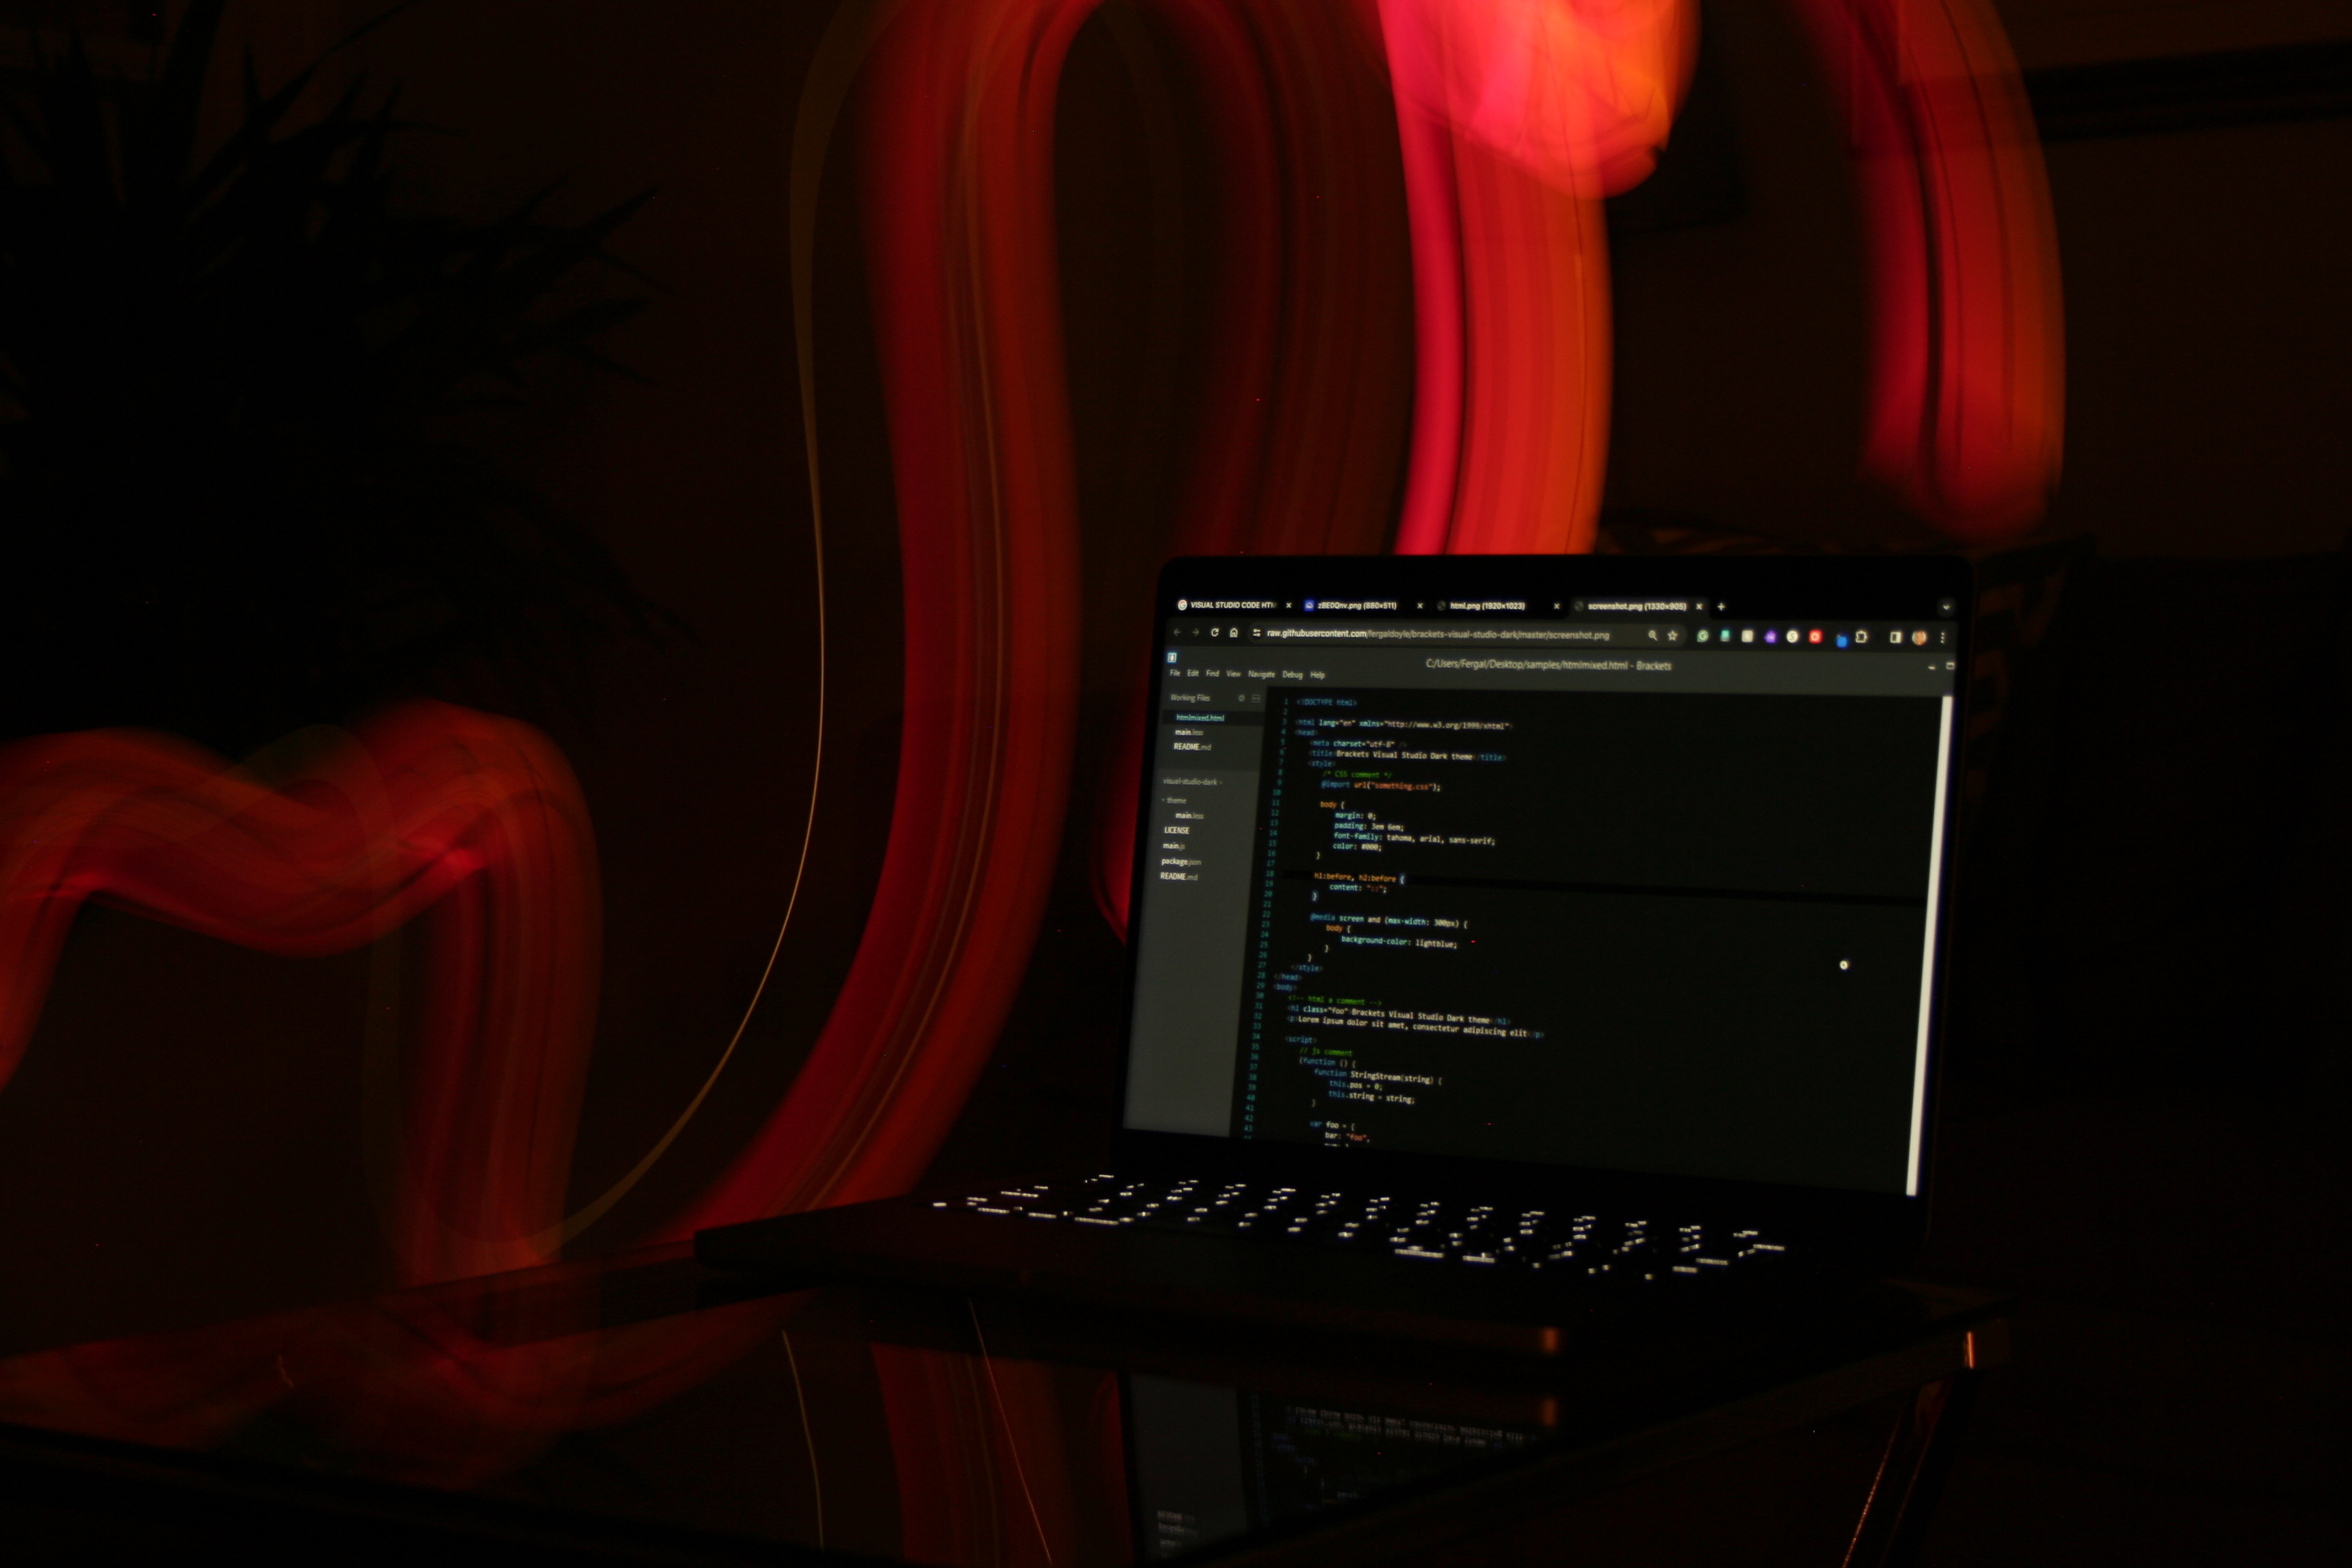 VISUAL STUDIO CODE HTM
z8E0Qnv.png (880×511)
html.png (1920×1023)
screenshot.png (1330×905)
raw.githubusercontent.com/fergaldoyle/brackets-visual-studio-dark/master/screenshot.png
C:/Users/Fergal/Desktop/samples/htmlmixed.html - Brackets
File Edit Find View Navigate Debug Help
Working Files
htmlmixed.html
main.less
README.md
visual-studio-dark
theme
main.less
LICENSE
main.js
package.json
README.md
<!DOCTYPE html>
<html lang="en" xmlns="http://www.w3.org/1999/xhtml">
<head>
<meta charset="utf-8" />
<title>Brackets Visual Studio Dark theme</title>
<style>
/* CSS comment */
@import url("something.css");
body {
margin: 0;
padding: 3em 6em;
font-family: tahoma, arial, sans-serif;
color: #000;
}
h1:before, h2:before {
content: "::";
}
@media screen and (max-width: 300px) {
body {
background-color: lightblue;
}
}
</style>
</head>
<body>
<!-- html a comment -->
<h1 class="foo">Brackets Visual Studio Dark theme</h1>
<p>Lorem ipsum dolor sit amet, consectetur adipiscing elit</p>
<script>
// js comment
(function () {
function StringStream(string) {
this.pos = 0;
this.string = string;
}
var foo = {
bar: "foo",